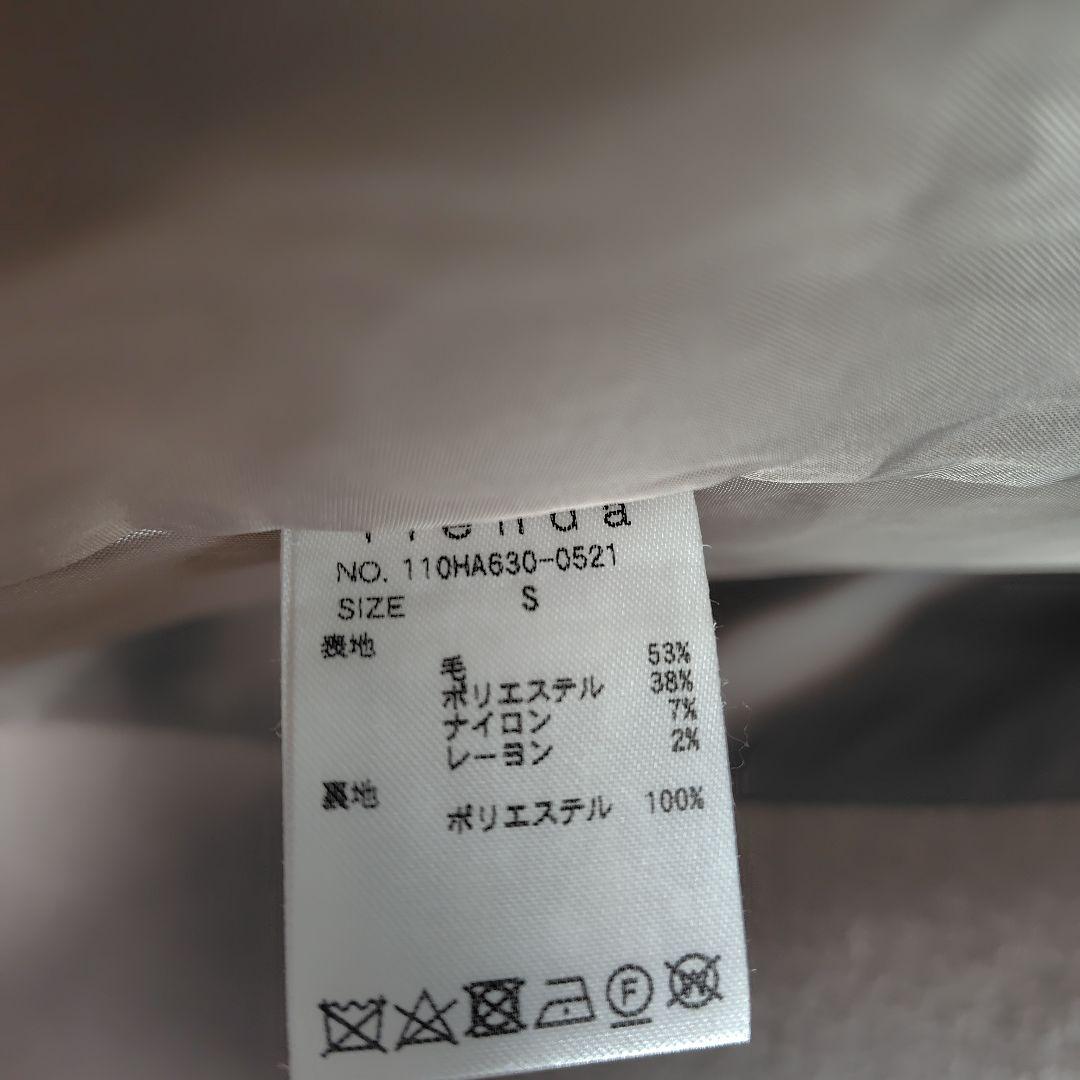 rienda
NO. 110HA630-0521
SIZE S
表地
毛 53%
ポリエステル 38%
ナイロン 7%
レーヨン 2%
裏地
ポリエステル 100%
F W